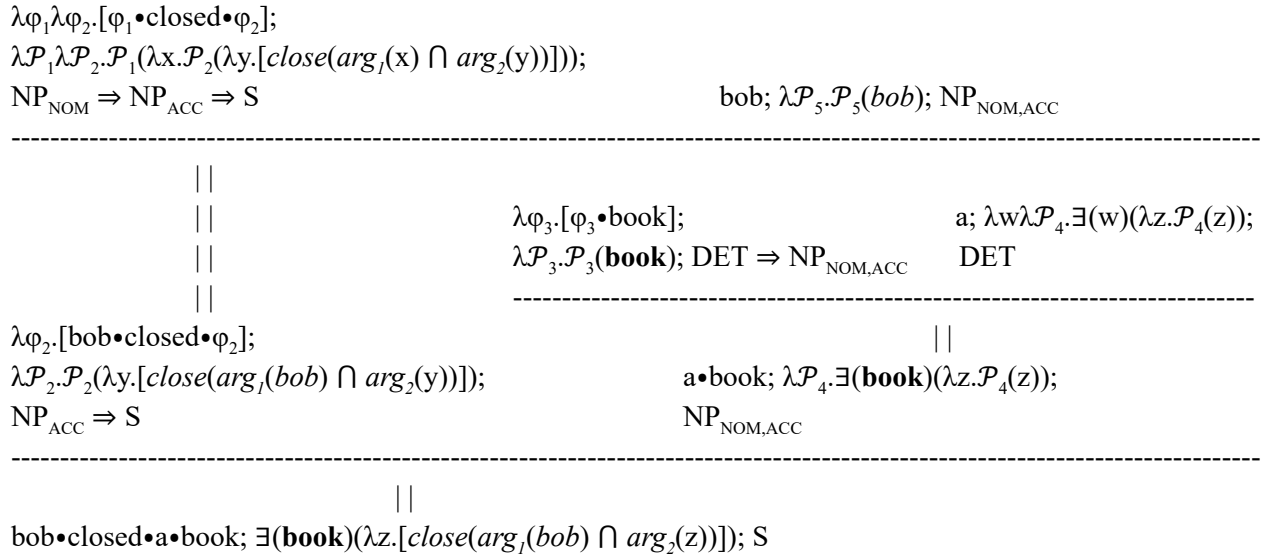 λφ₁λφ₂.[φ₁•closed•φ₂];
λ𝒫₁λ𝒫₂.𝒫₁(λx.𝒫₂(λy.[close(arg₁(x) ⋂ arg₂(y))]));
NP_NOM ⇒ NP_ACC ⇒ S bob; λ𝒫₅.𝒫₅(bob); NP_NOM,ACC
||
|| λφ₃.[φ₃•book]; a; λwλ𝒫₄.∃(w)(λz.𝒫₄(z));
|| λ𝒫₃.𝒫₃(book); DET ⇒ NP_NOM,ACC DET
||
λφ₂.[bob•closed•φ₂]; ||
λ𝒫₂.𝒫₂(λy.[close(arg₁(bob) ⋂ arg₂(y))]); a•book; λ𝒫₄.∃(book)(λz.𝒫₄(z));
NP_ACC ⇒ S NP_NOM,ACC
||
bob•closed•a•book; ∃(book)(λz.[close(arg₁(bob) ⋂ arg₂(z))]); S